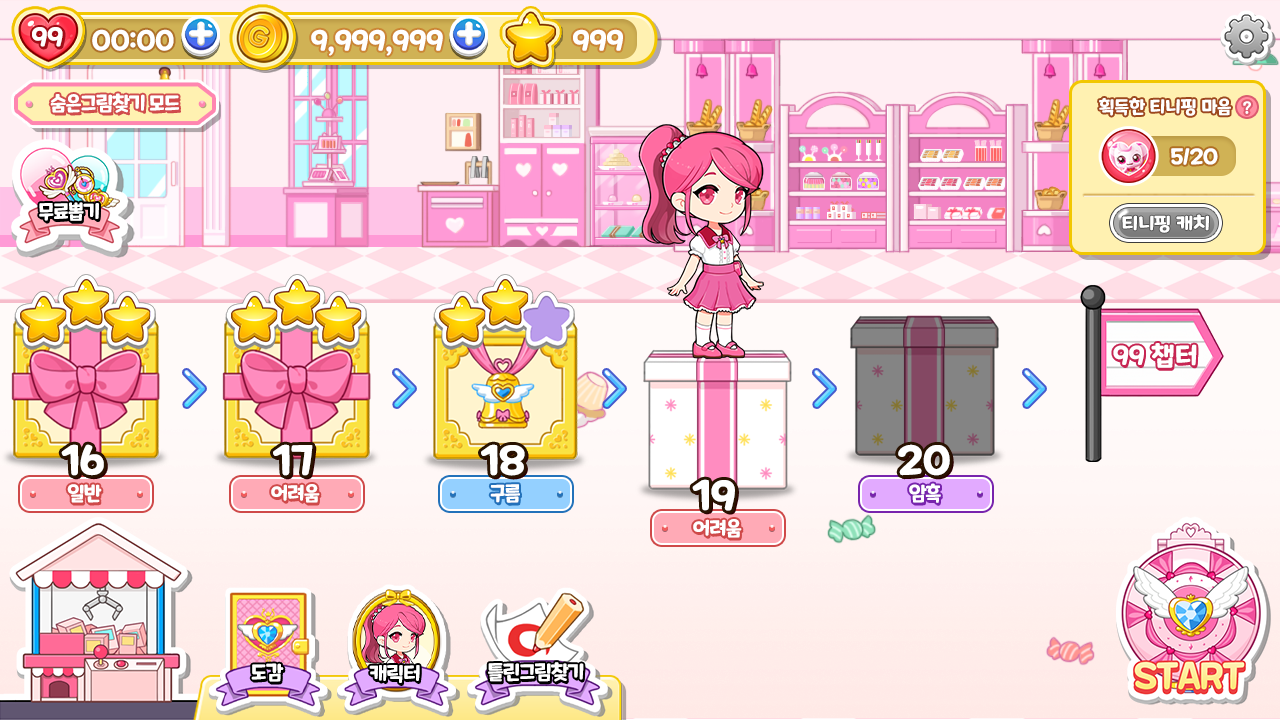 99
00:00
9,999,999
999
숨은그림찾기 모드
무료뽑기
획득한 티니핑 마음 ?
5/20
티니핑 캐치
16
일반
17
어려움
18
구름
19
어려움
20
암흑
99 챕터
도감
캐릭터
틀린그림찾기
START